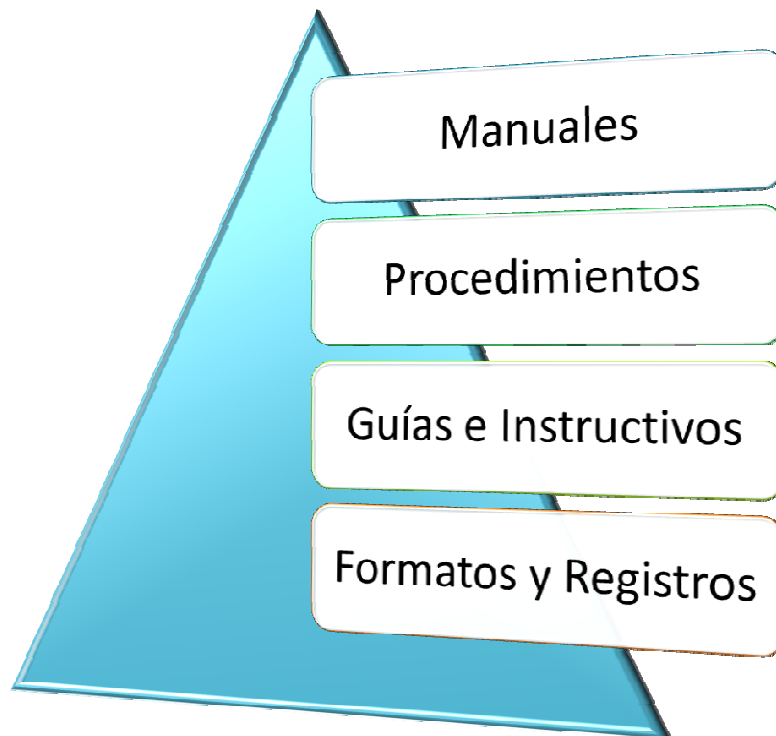 Manuales
Procedimientos
Guías e Instructivos
Formatos y Registros